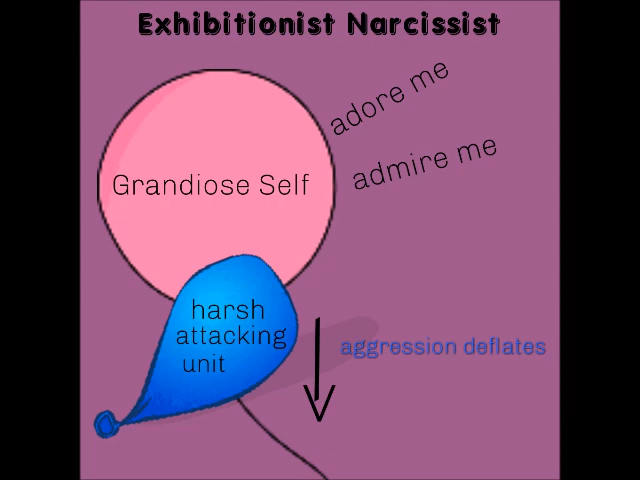 Exhibitionist Narcissist
adore me
admire me
Grandiose Self
harsh
attacking
unit
aggression deflates